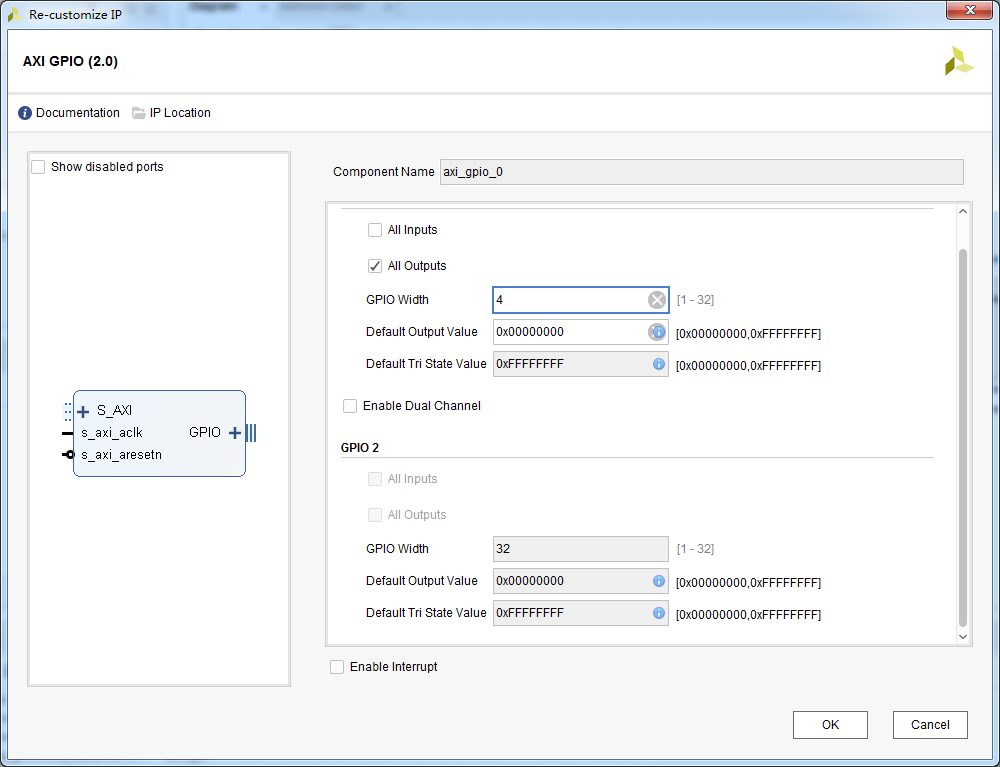 Re-customize IP
AXI GPIO (2.0)
Documentation IP Location
Show disabled ports
S_AXI
s_axi_aclk GPIO
s_axi_aresetn
Component Name axi_gpio_0
All Inputs
All Outputs
GPIO Width 4 [1 - 32]
Default Output Value 0x00000000 [0x00000000,0xFFFFFFFF]
Default Tri State Value 0xFFFFFFFF [0x00000000,0xFFFFFFFF]
Enable Dual Channel
GPIO 2
All Inputs
All Outputs
GPIO Width 32 [1 - 32]
Default Output Value 0x00000000 [0x00000000,0xFFFFFFFF]
Default Tri State Value 0xFFFFFFFF [0x00000000,0xFFFFFFFF]
Enable Interrupt
OK Cancel